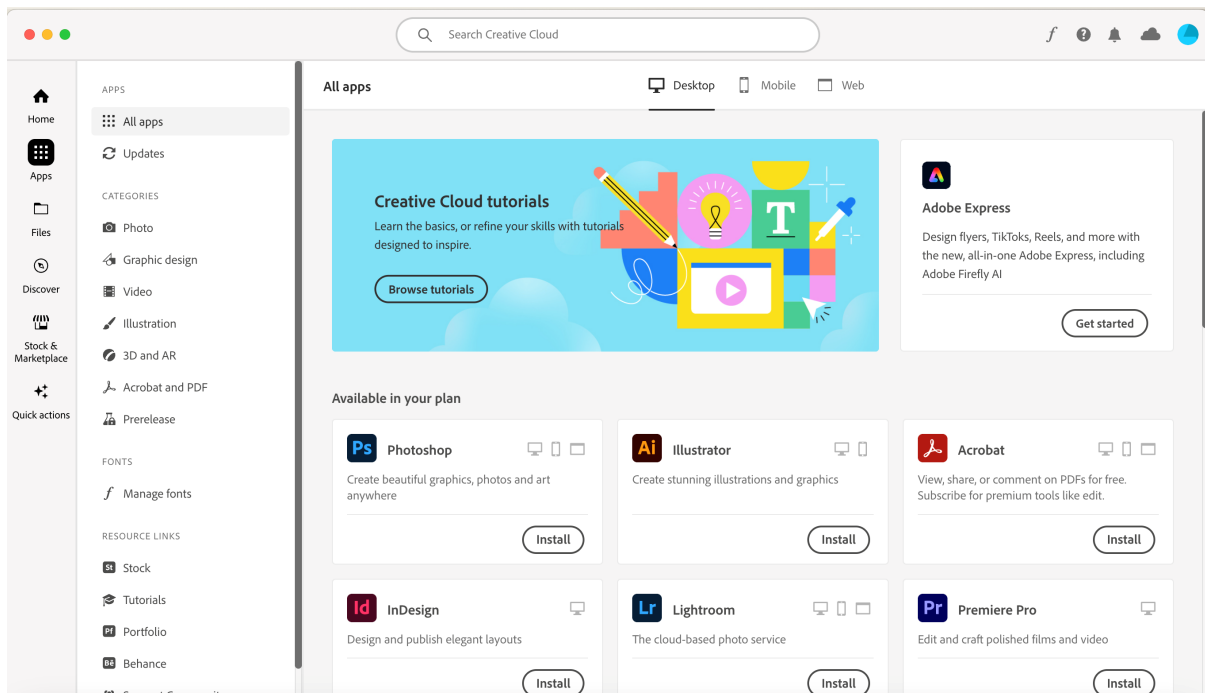 Search Creative Cloud
Home
Apps
Files
Discover
Stock &
Marketplace
Quick actions
APPS
All apps
Updates
CATEGORIES
Photo
Graphic design
Video
Illustration
3D and AR
Acrobat and PDF
Prerelease
FONTS
Manage fonts
RESOURCE LINKS
St Stock
Tutorials
Pf Portfolio
Bē Behance
All apps
Desktop
Mobile
Web
Creative Cloud tutorials
Learn the basics, or refine your skills with tutorials
designed to inspire.
Browse tutorials
T
Adobe Express
Design flyers, TikToks, Reels, and more with
the new, all-in-one Adobe Express, including
Adobe Firefly AI
Get started
Available in your plan
Ps Photoshop
Create beautiful graphics, photos and art
anywhere
Install
Ai Illustrator
Create stunning illustrations and graphics
Install
Acrobat
View, share, or comment on PDFs for free.
Subscribe for premium tools like edit.
Install
Id InDesign
Design and publish elegant layouts
Install
Lr Lightroom
The cloud-based photo service
Install
Pr Premiere Pro
Edit and craft polished films and video
Install